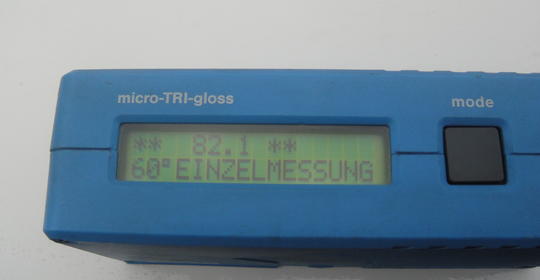 micro-TRI-gloss
mode
** 82.1 **
60°EINZELMESSUNG